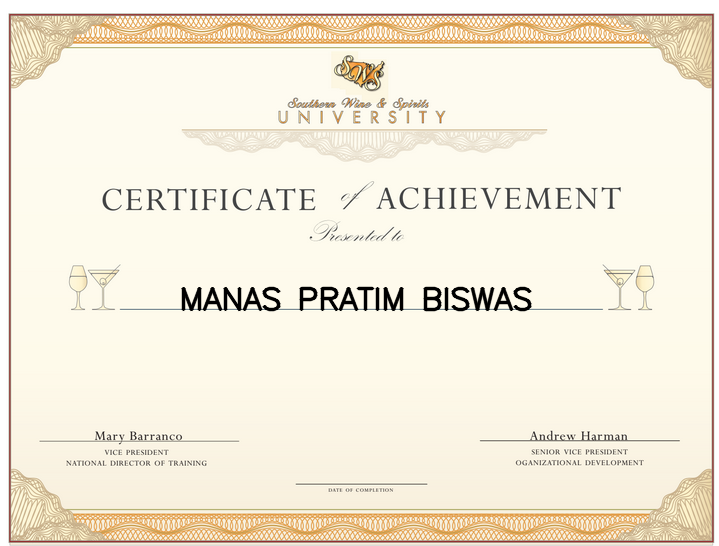 SWS
Southern Wine & Spirits
UNIVERSITY
CERTIFICATE of ACHIEVEMENT
Presented to
MANAS PRATIM BISWAS
Mary Barranco
VICE PRESIDENT
NATIONAL DIRECTOR OF TRAINING
Andrew Harman
SENIOR VICE PRESIDENT
OGANIZATIONAL DEVELOPMENT
DATE OF COMPLETION